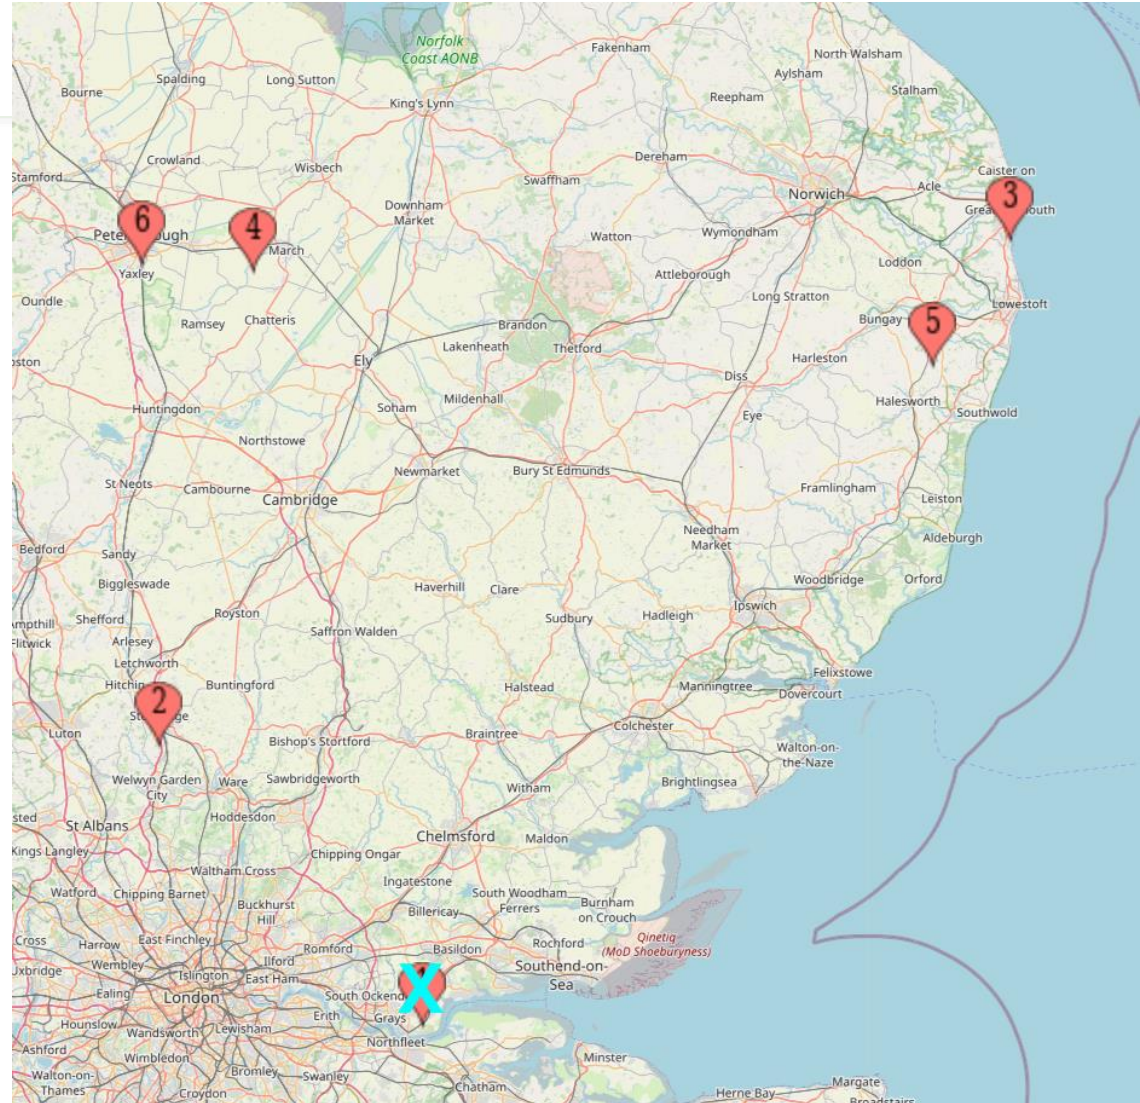 Norfolk
Coast AONB
Fakenham
North Walsham
Spalding
Long Sutton
Aylsham
Bourne
Stalham
Reepham
King's Lynn
Crowland
Dereham
Wisbech
Caister on
Stamford
Swaffham
Norwich
Acle
Downham
Market
3
6
4
Wymondham
Watton
March
Yaxley
Loddon
Attleborough
Oundle
Long Stratton
Lowestoft
Ramsey
Chatteris
Brandon
Bungay
5
Lakenheath
Thetford
Ely
Harleston
Diss
Mildenhall
Halesworth
Huntingdon
Soham
Eye
Southwold
Northstowe
Newmarket
Bury St Edmunds
St Neots
Cambourne
Framlingham
Cambridge
Leiston
Needham
Market
Aldeburgh
Bedford
Sandy
Biggleswade
Haverhill
Clare
Woodbridge
Orford
Shefford
Royston
Ipswich
Sudbury
Hadleigh
Saffron Walden
Flitwick
Arlesey
Letchworth
Felixstowe
Buntingford
Halstead
Manningtree
Dovercourt
2
Luton
Colchester
Bishop's Stortford
Braintree
Walton-on-
the-Naze
Welwyn Garden
City
Ware
Sawbridgeworth
Witham
Brightlingsea
Hoddesdon
St Albans
Chelmsford
Maldon
Kings Langley
Chipping Ongar
Waltham Cross
Ingatestone
Watford
Chipping Barnet
Buckhurst
Hill
South Woodham
Ferrers
Burnham
on Crouch
Billericay
East Finchley
Romford
Rochford
Qinetiq
(MoD Shoeburyness)
Harrow
Basildon
Wembley
Ilford
Islington
East Ham
Southend-on-
Sea
X
Ealing
London
Erith
Grays
Hounslow
Wandsworth
Lewisham
Northfleet
Ashford
Wimbledon
Minster
Bromley
Swanley
Walton-on-
Thames
Croydon
Chatham
Margate
Herne Bay
Broadstairs